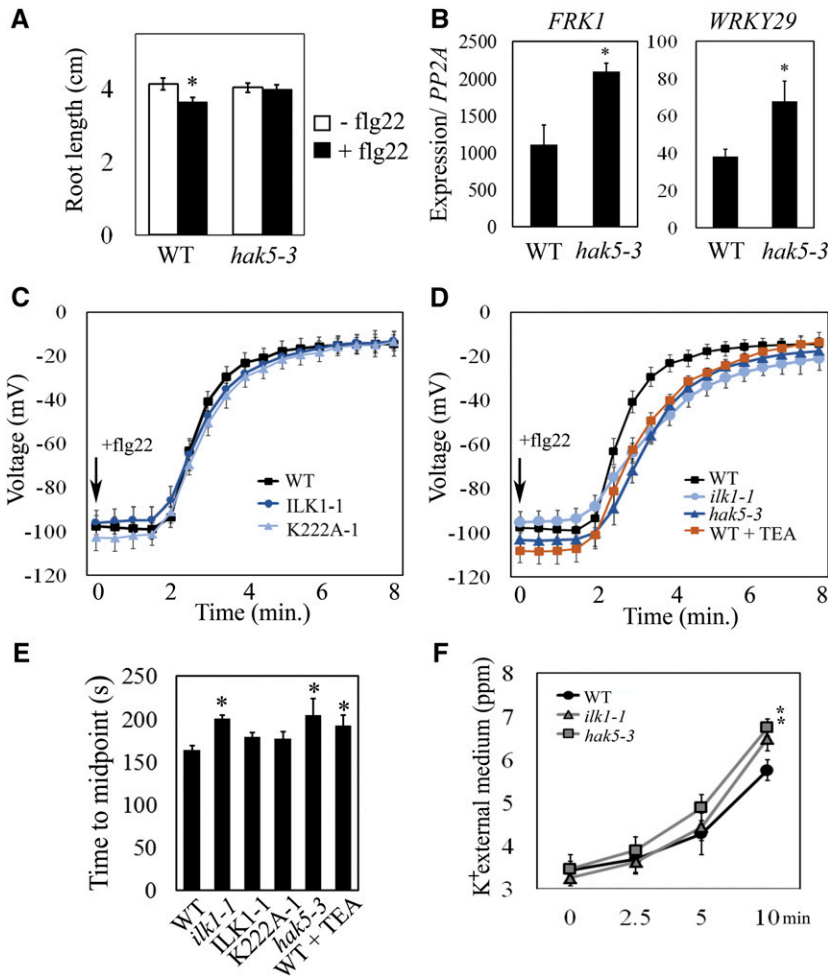 A
Root length (cm)
4
2
0
WT
hak5-3
- flg22
+ flg22
B
FRK1
WRKY29
Expression/ PP2A
2500
2000
1500
1000
500
0
*
WT
hak5-3
100
80
60
40
20
0
*
WT
hak5-3
*
C
Voltage (mV)
0
-20
-40
-60
-80
-100
-120
+flg22
WT
ILK1-1
K222A-1
0
2
4
6
8
Time (min.)
D
Voltage (mV)
0
-20
-40
-60
-80
-100
-120
+flg22
WT
ilk1-1
hak5-3
WT + TEA
0
2
4
6
8
Time (min.)
E
Time to midpoint (s)
250
200
150
100
50
0
*
*
*
WT
ilk1-1
ILK1-1
K222A-1
hak5-3
WT + TEA
F
K+external medium (ppm)
8
7
6
5
4
3
WT
ilk1-1
hak5-3
**
0
2.5
5
10 min